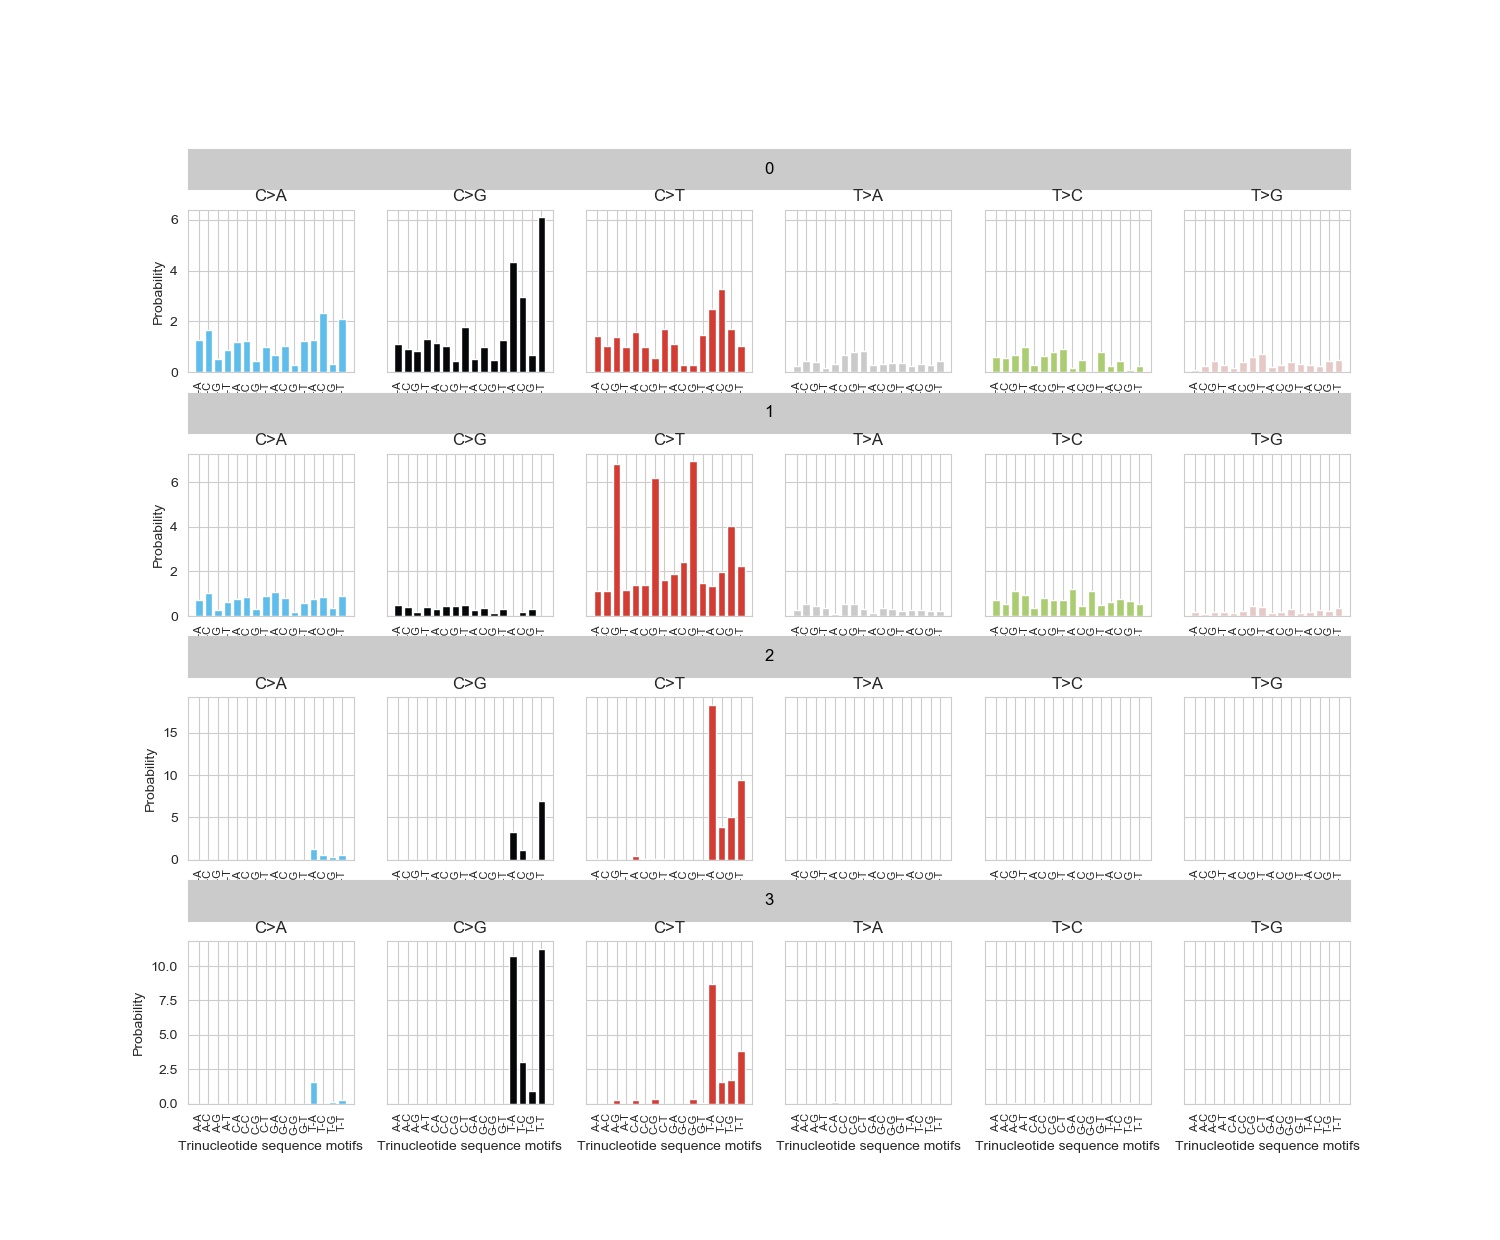 0
C>A C>G C>T T>A T>C T>G
Probability
6
4
2
0
-A -C -G -T -A -C -G -T -A -C -G -T -A -C -G -T
1
C>A C>G C>T T>A T>C T>G
Probability
6
4
2
0
2
C>A C>G C>T T>A T>C T>G
Probability
15
10
5
0
3
C>A C>G C>T T>A T>C T>G
Probability
10.0
7.5
5.0
2.5
0.0
A-A A-C A-G A-T C-A C-C C-G C-T G-A G-C G-G G-T T-A T-C T-G T-T A-A A-C A-G A-T C-A C-C C-G C-T G-A G-C G-G G-T T-A T-C T-G T-T A-A A-C A-G A-T C-A C-C C-G C-T G-A G-C G-G G-T T-A T-C T-G T-T A-A A-C A-G A-T C-A C-C C-G C-T G-A G-C G-G G-T T-A T-C T-G T-T A-A A-C A-G A-T C-A C-C C-G C-T G-A G-C G-G G-T T-A T-C T-G T-T A-A A-C A-G A-T C-A C-C C-G C-T G-A G-C G-G G-T T-A T-C T-G T-T
Trinucleotide sequence motifs Trinucleotide sequence motifs Trinucleotide sequence motifs Trinucleotide sequence motifs Trinucleotide sequence motifs Trinucleotide sequence motifs